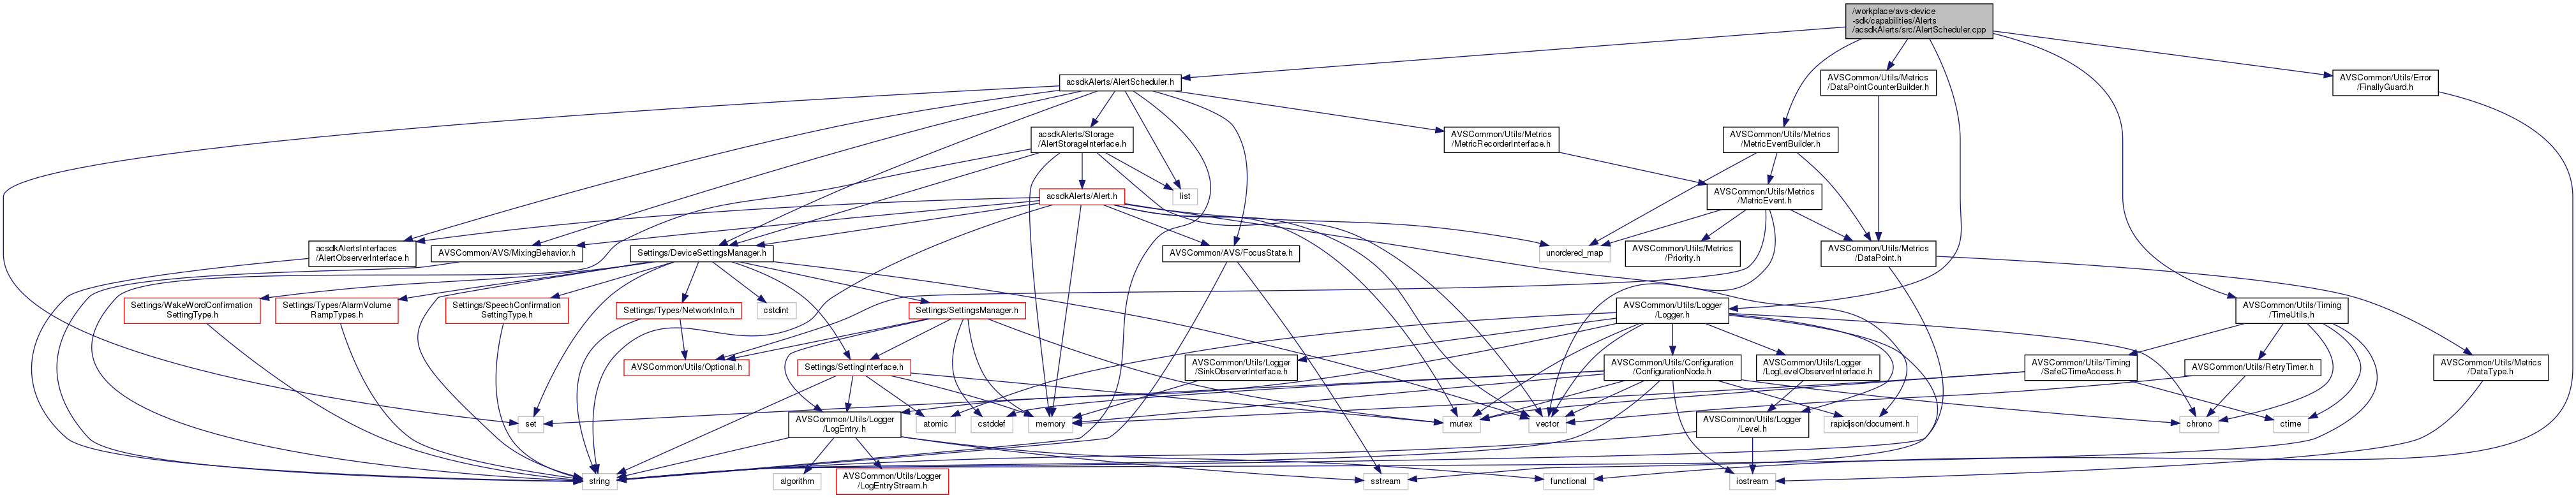 /workplace/avs-device
-sdk/capabilities/Alerts
/acsdkAlerts/src/AlertScheduler.cpp
acsdkAlerts/AlertScheduler.h
AVSCommon/Utils/Metrics
/DataPointCounterBuilder.h
AVSCommon/Utils/Error
/FinallyGuard.h
acsdkAlerts/Storage
/AlertStorageInterface.h
AVSCommon/Utils/Metrics
/MetricRecorderInterface.h
AVSCommon/Utils/Metrics
/MetricEventBuilder.h
acsdkAlerts/Alert.h
list
AVSCommon/Utils/Metrics
/MetricEvent.h
acsdkAlertsInterfaces
/AlertObserverInterface.h
AVSCommon/AVS/MixingBehavior.h
Settings/DeviceSettingsManager.h
AVSCommon/AVS/FocusState.h
unordered_map
AVSCommon/Utils/Metrics
/Priority.h
AVSCommon/Utils/Metrics
/DataPoint.h
Settings/WakeWordConfirmation
SettingType.h
Settings/Types/AlarmVolume
RampTypes.h
Settings/SpeechConfirmation
SettingType.h
Settings/Types/NetworkInfo.h
cstdint
Settings/SettingsManager.h
AVSCommon/Utils/Logger
/Logger.h
AVSCommon/Utils/Timing
/TimeUtils.h
AVSCommon/Utils/Optional.h
Settings/SettingInterface.h
AVSCommon/Utils/Logger
/SinkObserverInterface.h
AVSCommon/Utils/Configuration
/ConfigurationNode.h
AVSCommon/Utils/Logger
/LogLevelObserverInterface.h
AVSCommon/Utils/Timing
/SafeCTimeAccess.h
AVSCommon/Utils/RetryTimer.h
AVSCommon/Utils/Metrics
/DataType.h
set
AVSCommon/Utils/Logger
/LogEntry.h
atomic
cstddef
memory
mutex
vector
AVSCommon/Utils/Logger
/Level.h
rapidjson/document.h
chrono
ctime
string
algorithm
AVSCommon/Utils/Logger
/LogEntryStream.h
sstream
functional
iostream